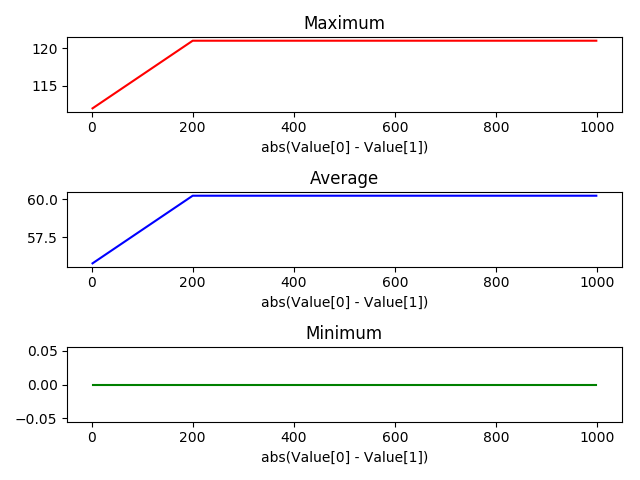 Maximum
120
115
0 200 400 600 800 1000
abs(Value[0] - Value[1])
Average
60.0
57.5
0 200 400 600 800 1000
abs(Value[0] - Value[1])
Minimum
0.05
0.00
−0.05
0 200 400 600 800 1000
abs(Value[0] - Value[1])